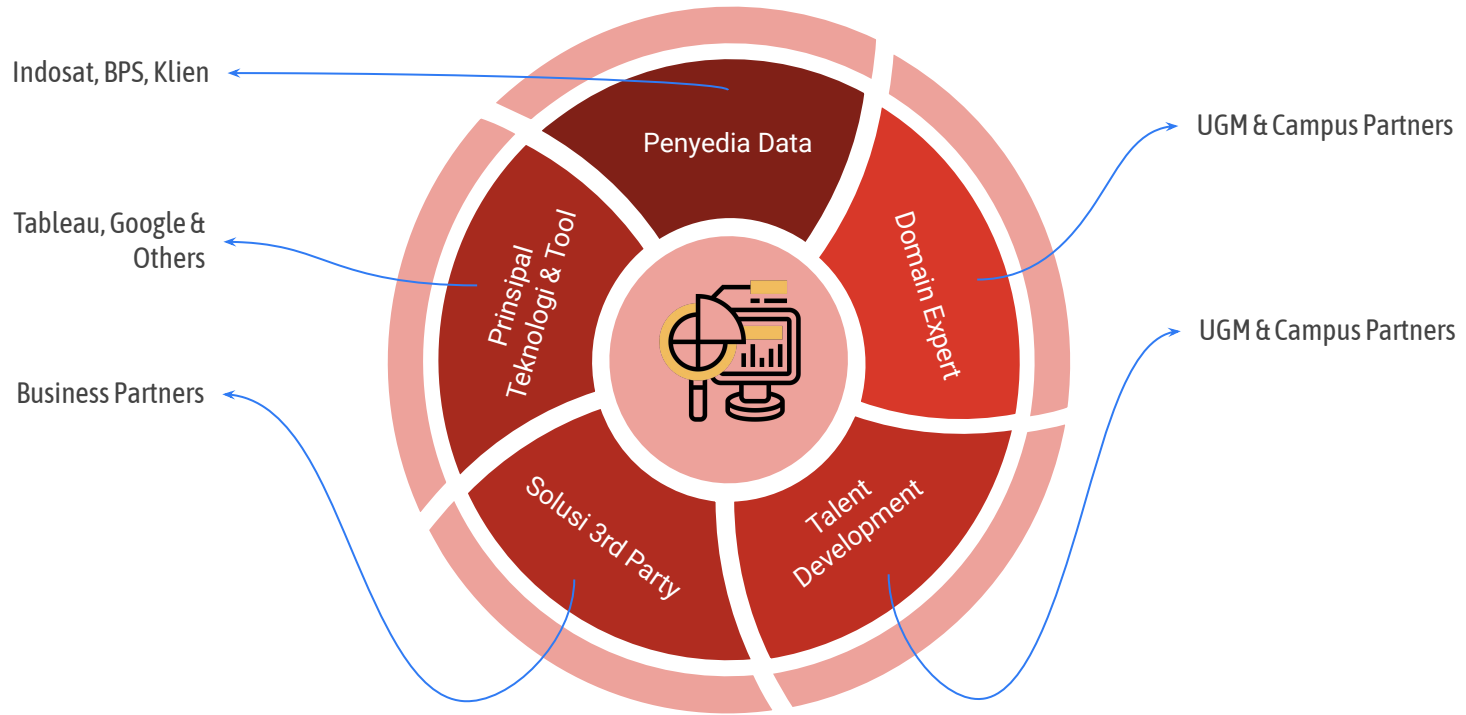 Indosat, BPS, Klien
Penyedia Data
UGM & Campus Partners
Tableau, Google &
Others
Prinsipal
Teknologi & Tool
Domain Expert
UGM & Campus Partners
Business Partners
Solusi 3rd Party
Talent
Development